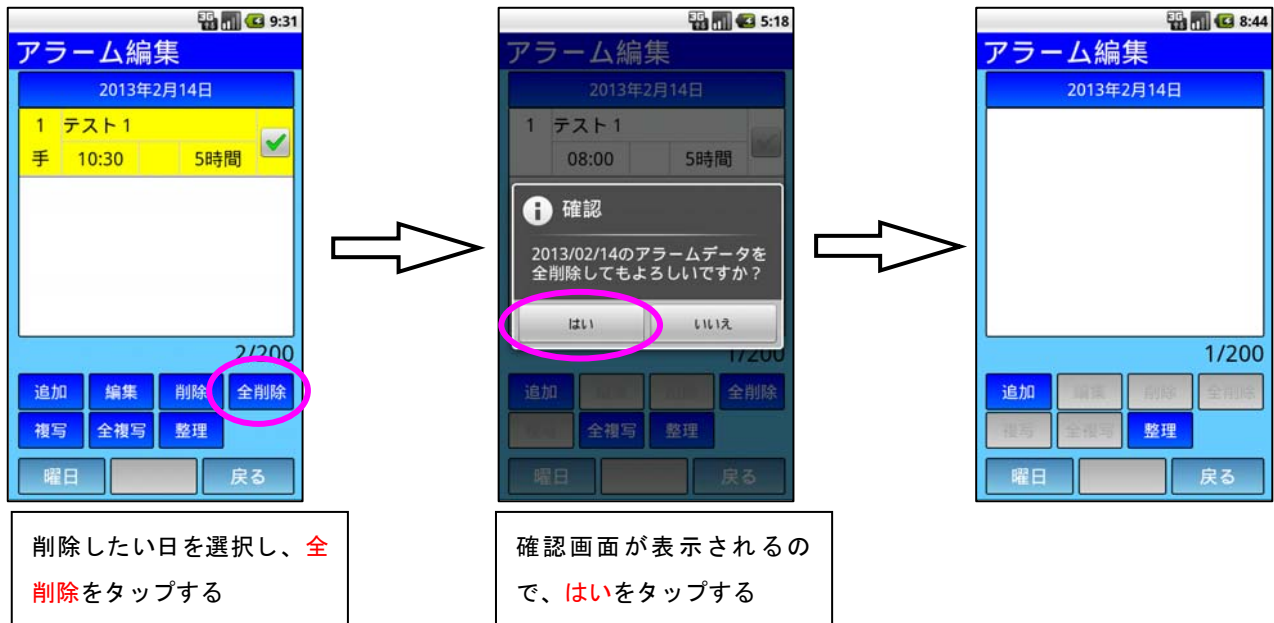 3G 9:31
アラーム編集
2013年2月14日
1 テスト1
手 10:30 5時間
2/200
追加 編集 削除 全削除
複写 全複写 整理
曜日 戻る
削除したい日を選択し、全
削除をタップする
3G 5:18
アラーム編集
2013年2月14日
1 テスト1
08:00 5時間
確認
2013/02/14のアラームデータを
全削除してもよろしいですか？
はい いいえ
1/200
追加 編集 削除 全削除
複写 全複写 整理
曜日 戻る
確認画面が表示されるの
で、はいをタップする
3G 8:44
アラーム編集
2013年2月14日
1/200
追加 編集 削除 全削除
複写 全複写 整理
曜日 戻る